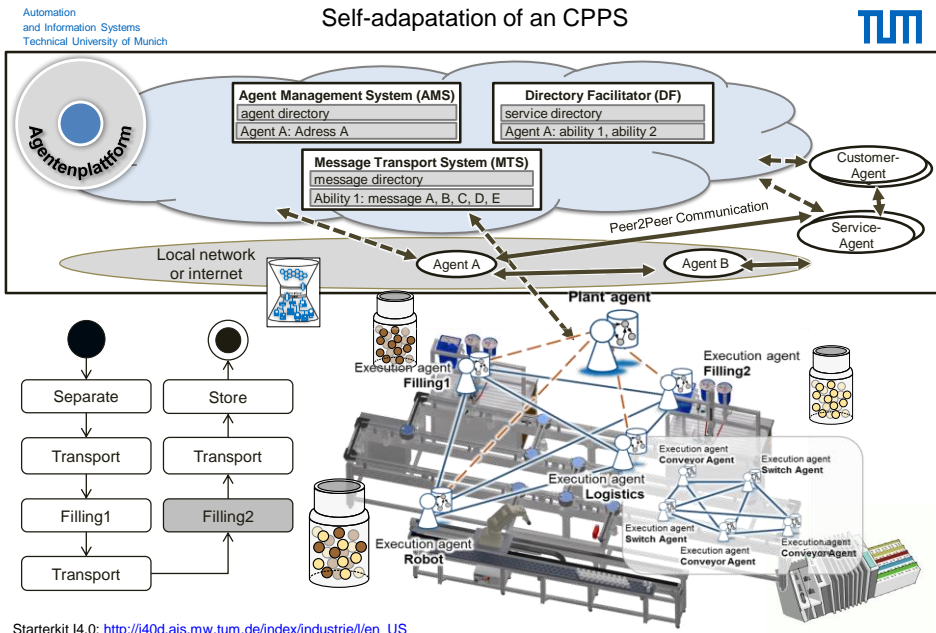 Automation
and Information Systems
Technical University of Munich
Self-adapatation of an CPPS
TUM
Agentenplattform
Agent Management System (AMS)
agent directory
Agent A: Adress A
Directory Facilitator (DF)
service directory
Agent A: ability 1, ability 2
Message Transport System (MTS)
message directory
Ability 1: message A, B, C, D, E
Customer-
Agent
Peer2Peer Communication
Service-
Agent
Local network
or internet
Agent A
Agent B
Plant agent
Execution agent
Filling1
Execution agent
Filling2
Separate
Store
Transport
Transport
Filling1
Filling2
Transport
Execution agent
Logistics
Execution agent
Robot
Execution agent
Conveyor Agent
Execution agent
Switch Agent
Execution agent
Switch Agent
Execution agent
Conveyor Agent
Execution agent
Conveyor Agent
Starterkit I4.0: http://i40d.ais.mw.tum.de/index/industrie/l/en_US